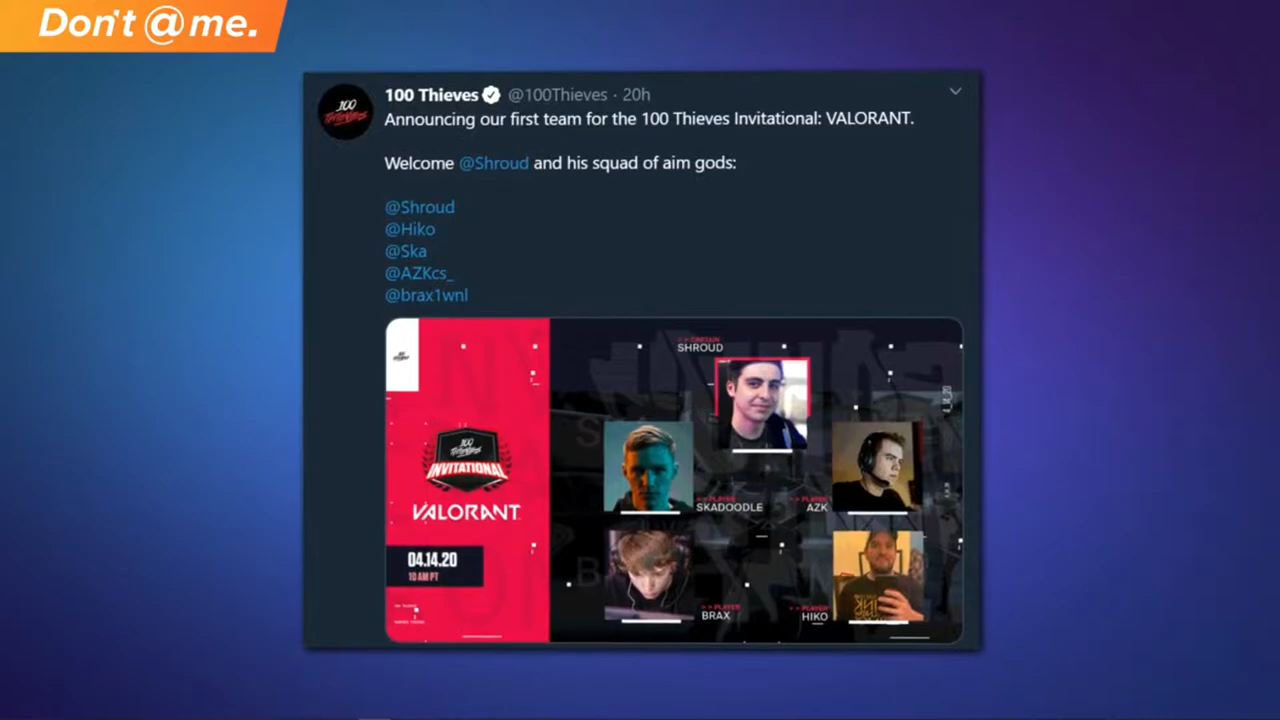 Don't @me.
100 Thieves @100Thieves · 20h
Announcing our first team for the 100 Thieves Invitational: VALORANT.
Welcome @Shroud and his squad of aim gods:
@Shroud
@Hiko
@Ska
@AZKcs_
@brax1wnl
CAPTAIN
SHROUD
100
THIEVES
INVITATIONAL
VALORANT
04.14.20
10 AM PT
PLAYER
SKADOODLE
PLAYER
AZK
PLAYER
BRAX
PLAYER
HIKO